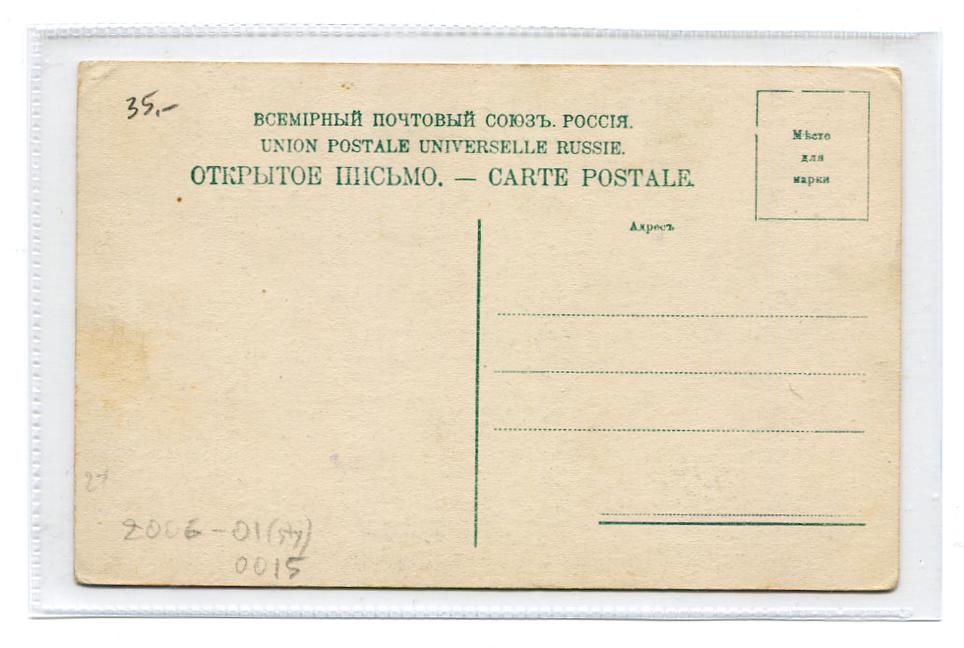 35,-
ВСЕМІРНЫЙ ПОЧТОВЫЙ СОЮЗЪ. РОССІЯ.
UNION POSTALE UNIVERSELLE RUSSIE.
ОТКРЫТОЕ ПИСЬМО. — CARTE POSTALE.
Мѣсто
для
марки
Адресъ
2006-01(sty)
0015